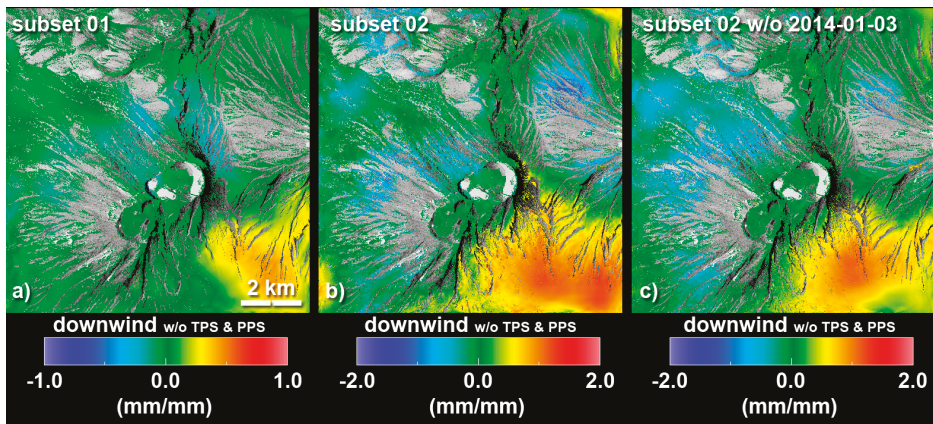 subset 01
subset 02
subset 02 w/o 2014-01-03
a)
2 km
b)
c)
downwind w/o TPS & PPS
downwind w/o TPS & PPS
downwind w/o TPS & PPS
-1.0 0.0 1.0
-2.0 0.0 2.0
-2.0 0.0 2.0
(mm/mm)
(mm/mm)
(mm/mm)